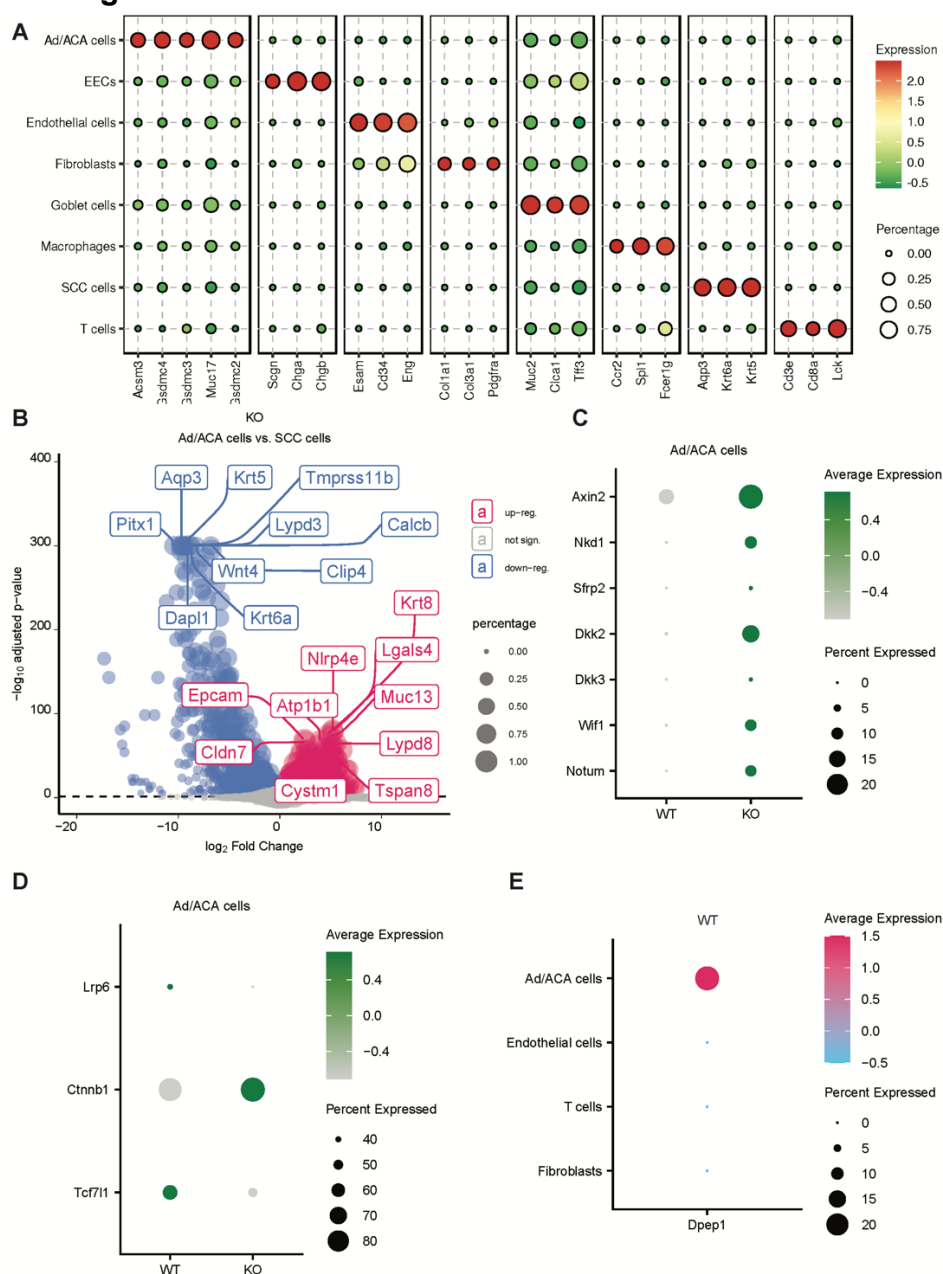 A
Ad/ACA cells
EECs
Endothelial cells
Fibroblasts
Goblet cells
Macrophages
SCC cells
T cells
Acsm3
Gsdmc3
Muc17
Scgn
Chga
Chgb
Esam
Cd34
Eng
Col1a1
Col3a1
Pdgfra
Muc2
Clca1
Tff3
Ccr2
Spl1
Fcer1g
Aqp3
Krt6a
Krt5
Cd3e
Cd8a
Lck
Expression
2.0
1.5
1.0
0.5
0.0
-0.5
Percentage
0.00
0.25
0.50
0.75
B
KO
Ad/ACA cells vs. SCC cells
400
300
200
100
0
-log10 adjusted p-value
Aqp3
Krt5
Tmprss11b
Pitx1
Lypd3
Calcb
Wnt4
Clip4
Dapl1
Krt6a
Krt8
Nlrp4e
Lgals4
Epcam
Atp1b1
Muc13
Cldn7
Lypd8
Cystm1
Tspan8
-20
-10
0
10
log2 Fold Change
a up-reg.
a not sign.
a down-reg.
percentage
0.00
0.25
0.50
0.75
1.00
C
Ad/ACA cells
Axin2
Nkd1
Sfrp2
Dkk2
Dkk3
Wif1
Notum
WT
KO
Average Expression
0.4
0.0
-0.4
Percent Expressed
0
5
10
15
20
D
Ad/ACA cells
Lrp6
Ctnnb1
Tcf7l1
WT
KO
Average Expression
0.4
0.0
-0.4
Percent Expressed
40
50
60
70
80
E
WT
Ad/ACA cells
Endothelial cells
T cells
Fibroblasts
Dpep1
Average Expression
1.5
1.0
0.5
0.0
-0.5
Percent Expressed
0
5
10
15
20